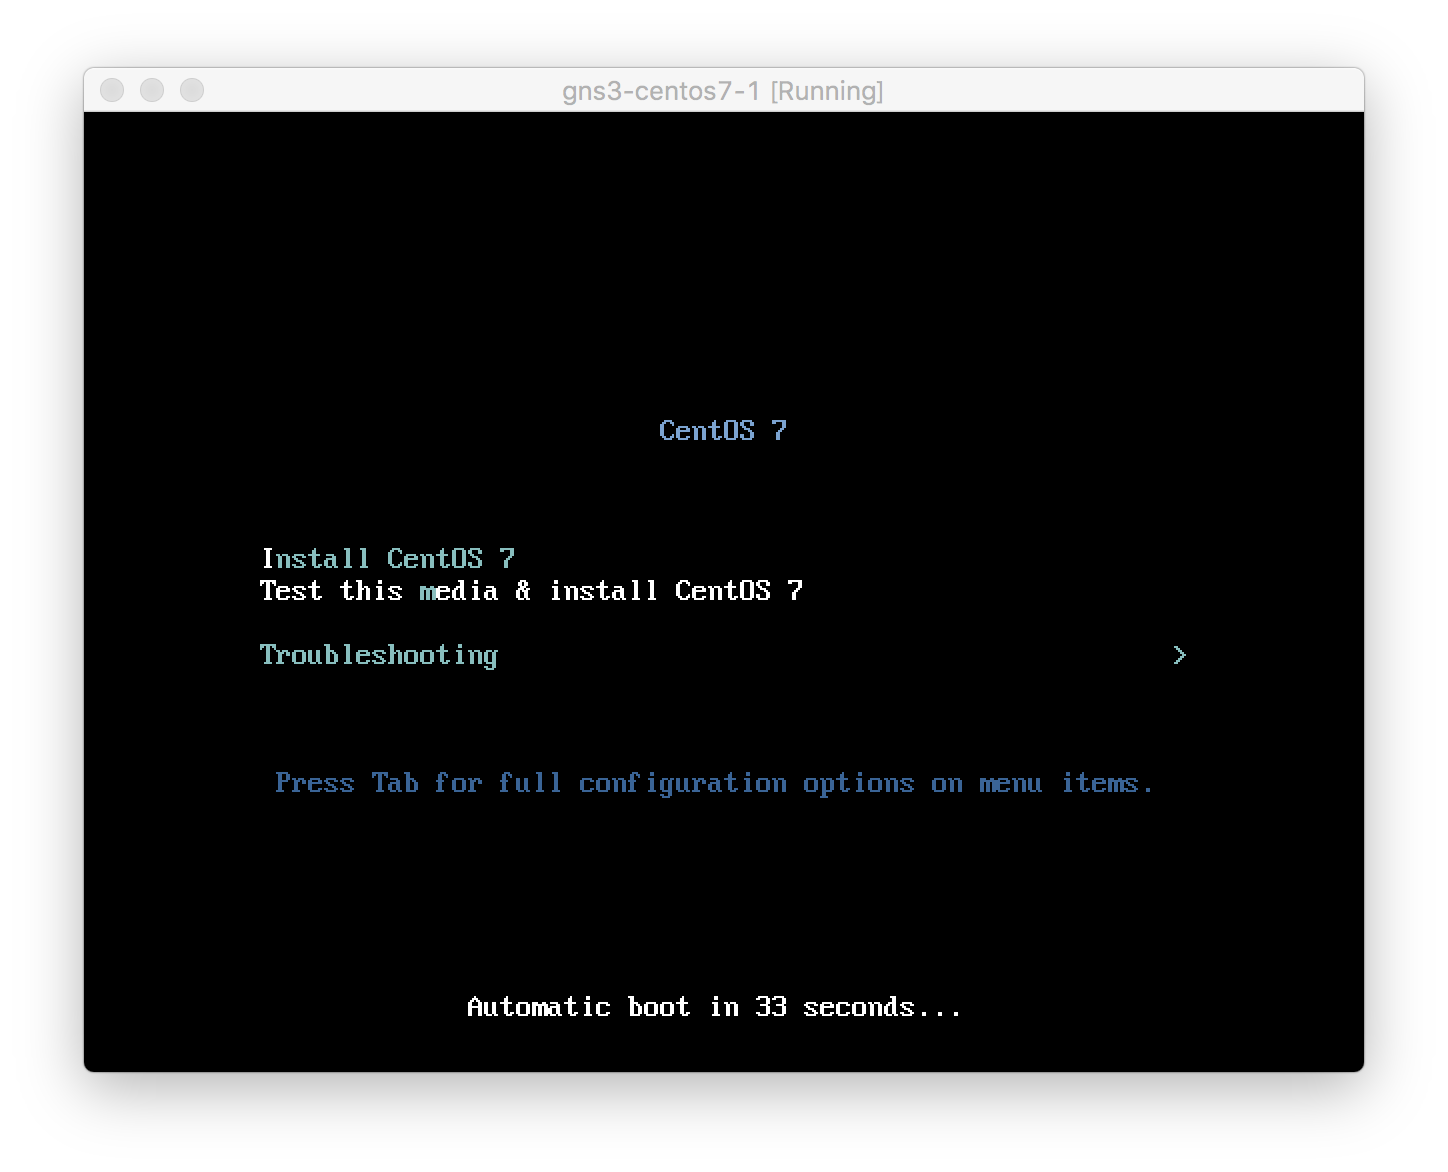 gns3-centos7-1 [Running]
CentOS 7
Install CentOS 7
Test this media & install CentOS 7
Troubleshooting >
Press Tab for full configuration options on menu items.
Automatic boot in 33 seconds...